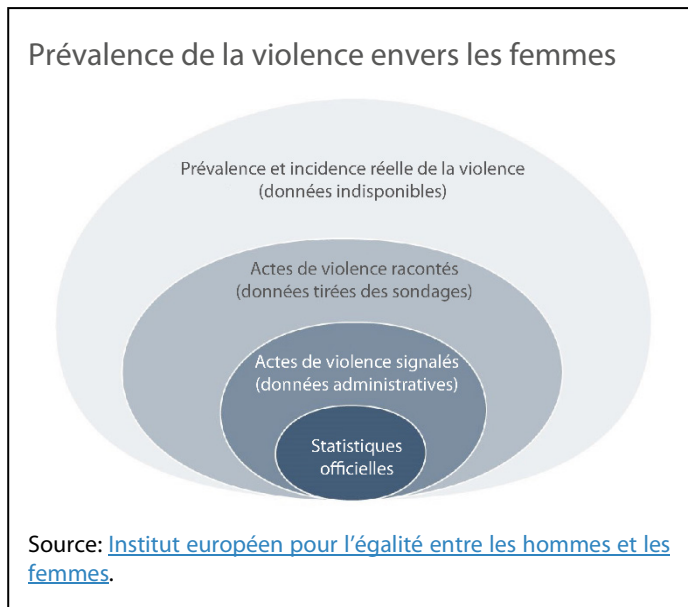 Prévalence de la violence envers les femmes
Prévalence et incidence réelle de la violence
(données indisponibles)
Actes de violence racontés
(données tirées des sondages)
Actes de violence signalés
(données administratives)
Statistiques
officielles
Source: Institut européen pour l'égalité entre les hommes et les
femmes.